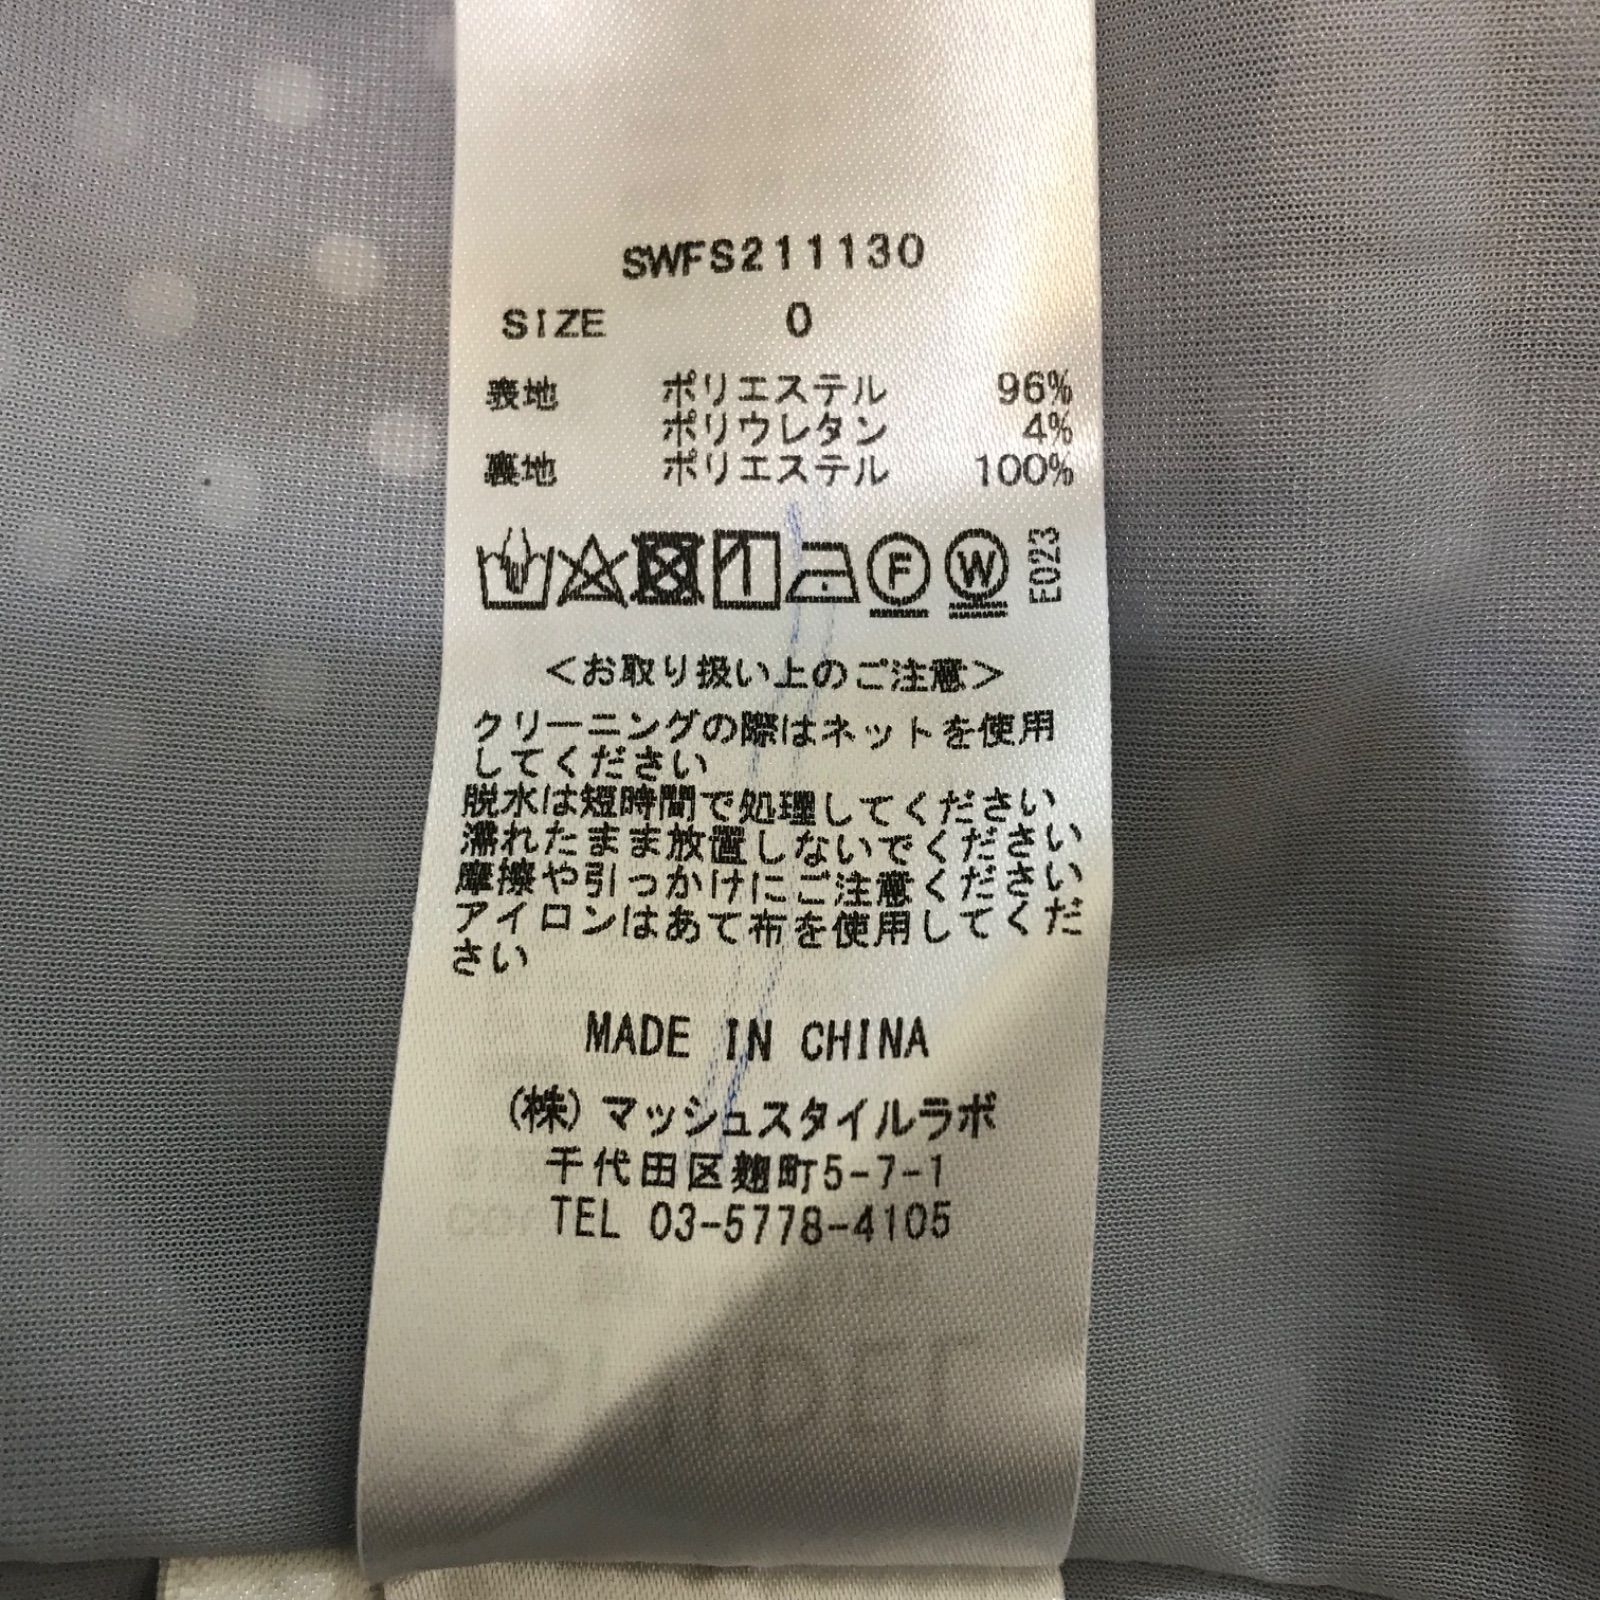 SWFS211130
SIZE 0
表地 ポリエステル 96%
ポリウレタン 4%
裏地 ポリエステル 100%
F W E023
<お取り扱い上のご注意>
クリーニングの際はネットを使用
してください
脱水は短時間で処理してください
濡れたまま放置しないでください
摩擦や引っかけにご注意ください
アイロンはあて布を使用してくだ
さい
MADE IN CHINA
(株)マッシュスタイルラボ
千代田区麹町5-7-1
TEL 03-5778-4105